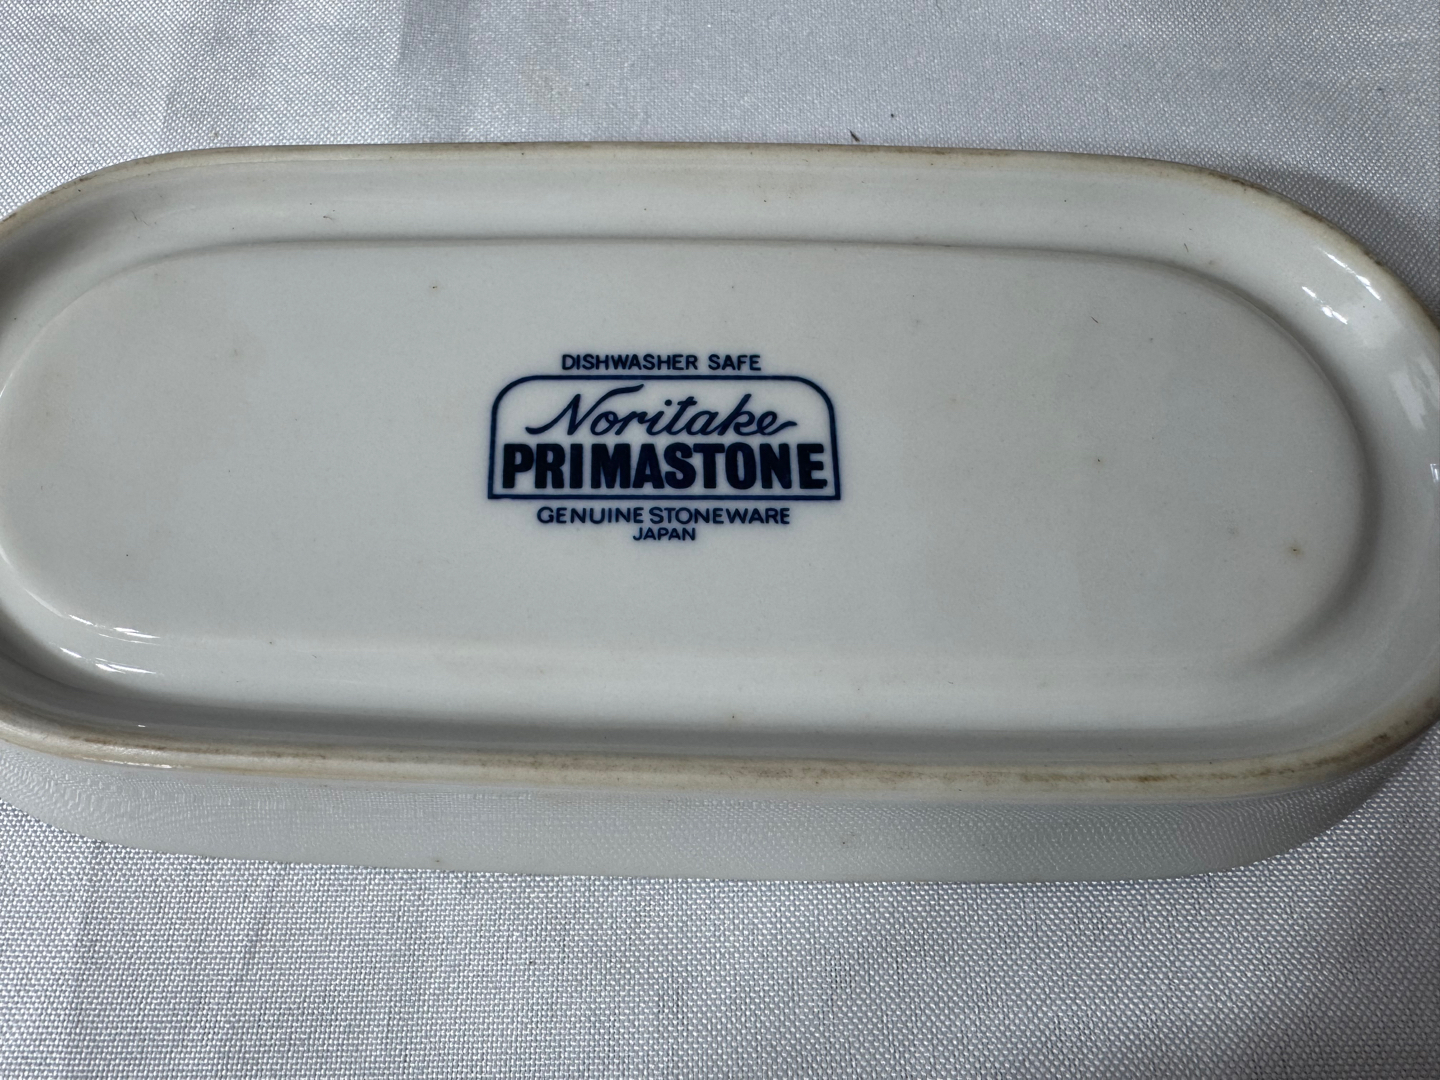 DISHWASHER SAFE
Noritake
PRIMASTONE
GENUINE STONEWARE
JAPAN